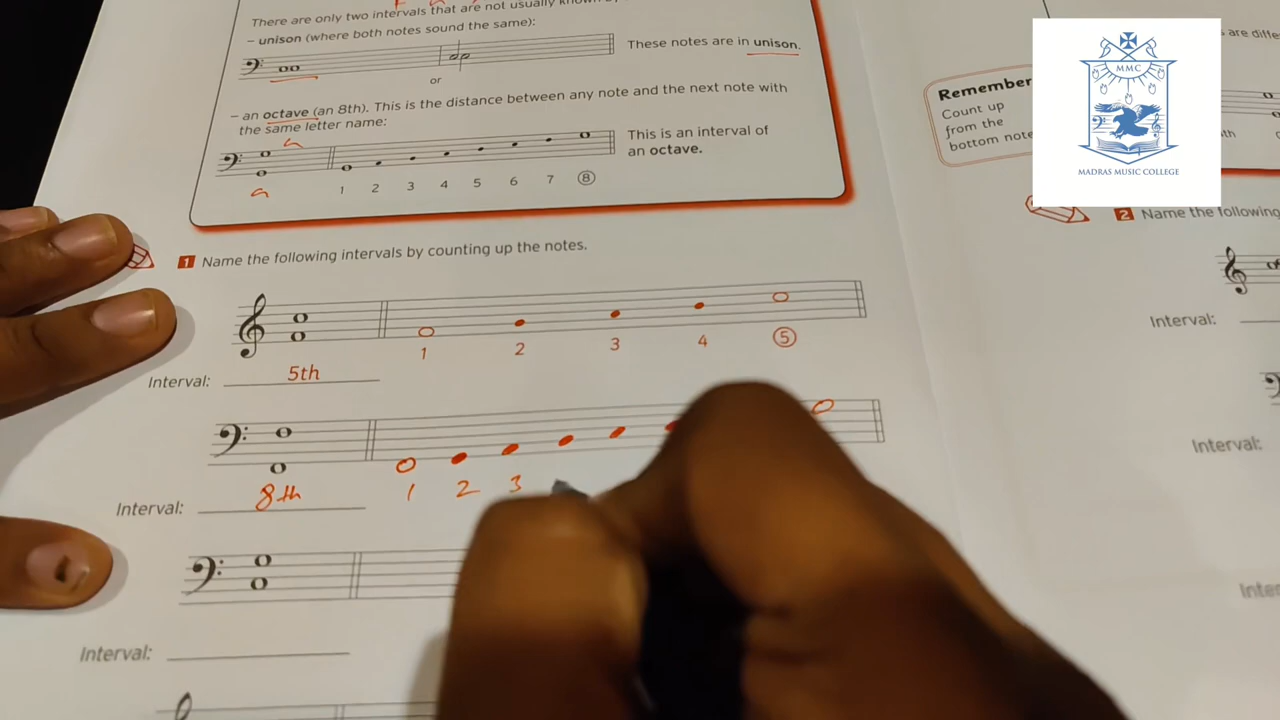 There are only two intervals that are not usually
– unison (where both notes sound the same):
These notes are in unison.
or
– an octave (an 8th). This is the distance between any note and the next note with
the same letter name:
This is an interval of
an octave.
1 2 3 4 5 6 7 8
1 Name the following intervals by counting up the notes.
1 2 3 4 5
Interval: 5th
1 2 3
Interval: 8th
Interval:
are
Remember
Count up
from the
bottom note
MMC
MADRAS MUSIC COLLEGE
2 Name the following
Interval:
Interval: